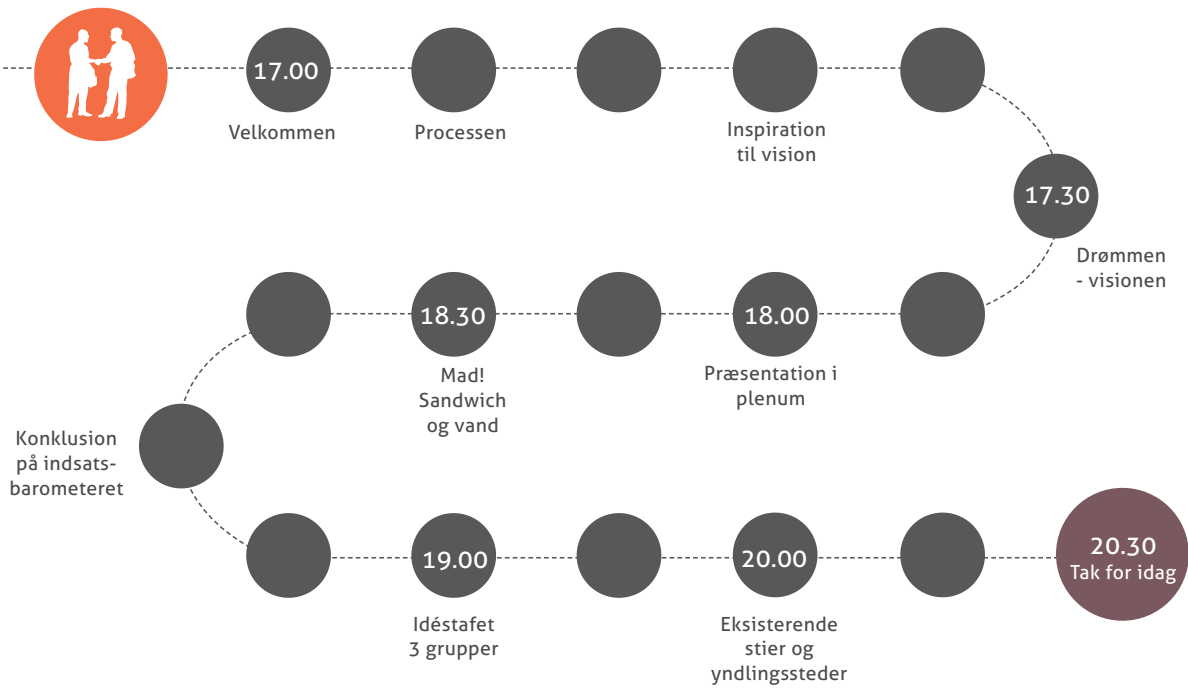 17.00
Velkommen
Processen
Inspiration
til vision
17.30
Drømmen
- visionen
18.00
Præsentation i
plenum
18.30
Mad!
Sandwich
og vand
Konklusion
på indsats-
barometeret
19.00
Idéstafet
3 grupper
20.00
Eksisterende
stier og
yndlingssteder
20.30
Tak for idag